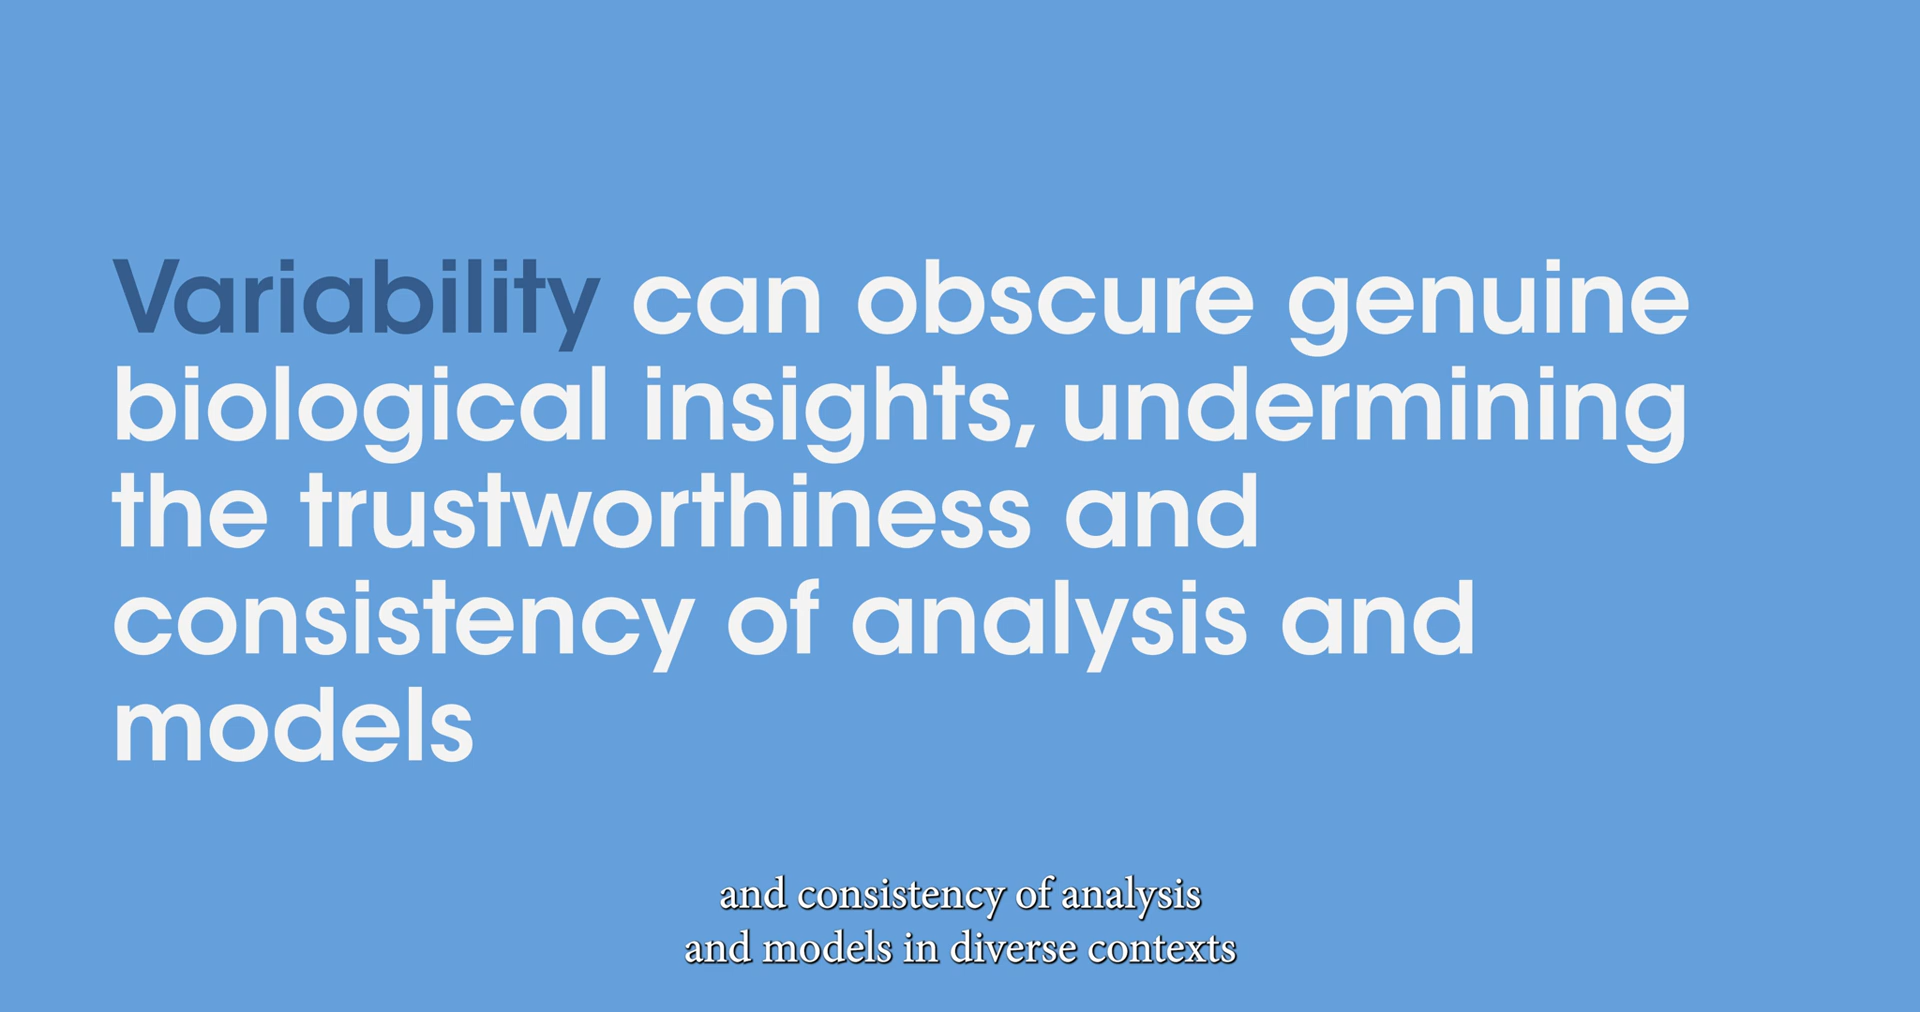 Variability can obscure genuine
biological insights, undermining
the trustworthiness and
consistency of analysis and
models
and consistency of analysis
and models in diverse contexts